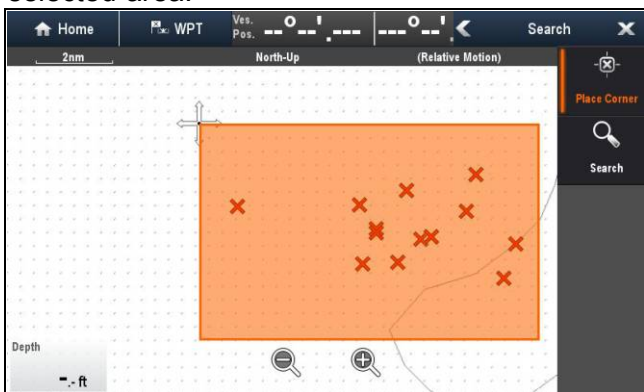 selected area.
Home
WPT
Ves.
Pos. --°--'.--- ---°--'.
Search
2nm
North-Up
(Relative Motion)
Place Corner
Search
Depth
-.- ft